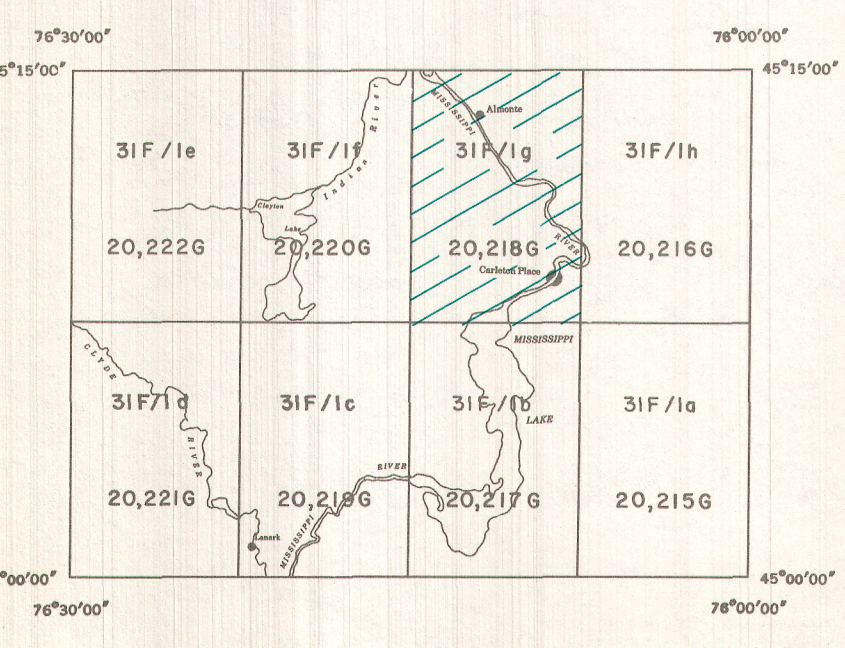 76°30'00" 76°00'00"
5°15'00" 45°15'00"
MISSISSIPPI
Almonte
River
Indian
31F/1e 31F/1f 31F/1g 31F/1h
Clayton
Lake
RIVER
20,222G 20,220G 20,218G 20,216G
Carleton Place
MISSISSIPPI
CLYDE
31F/1d 31F/1c 31F/1b 31F/1a
LAKE
RIVER
RIVER
20,221G 20,219G 20,217G 20,215G
MISSISSIPPI
Lanark
°00'00" 45°00'00"
76°30'00" 76°00'00"